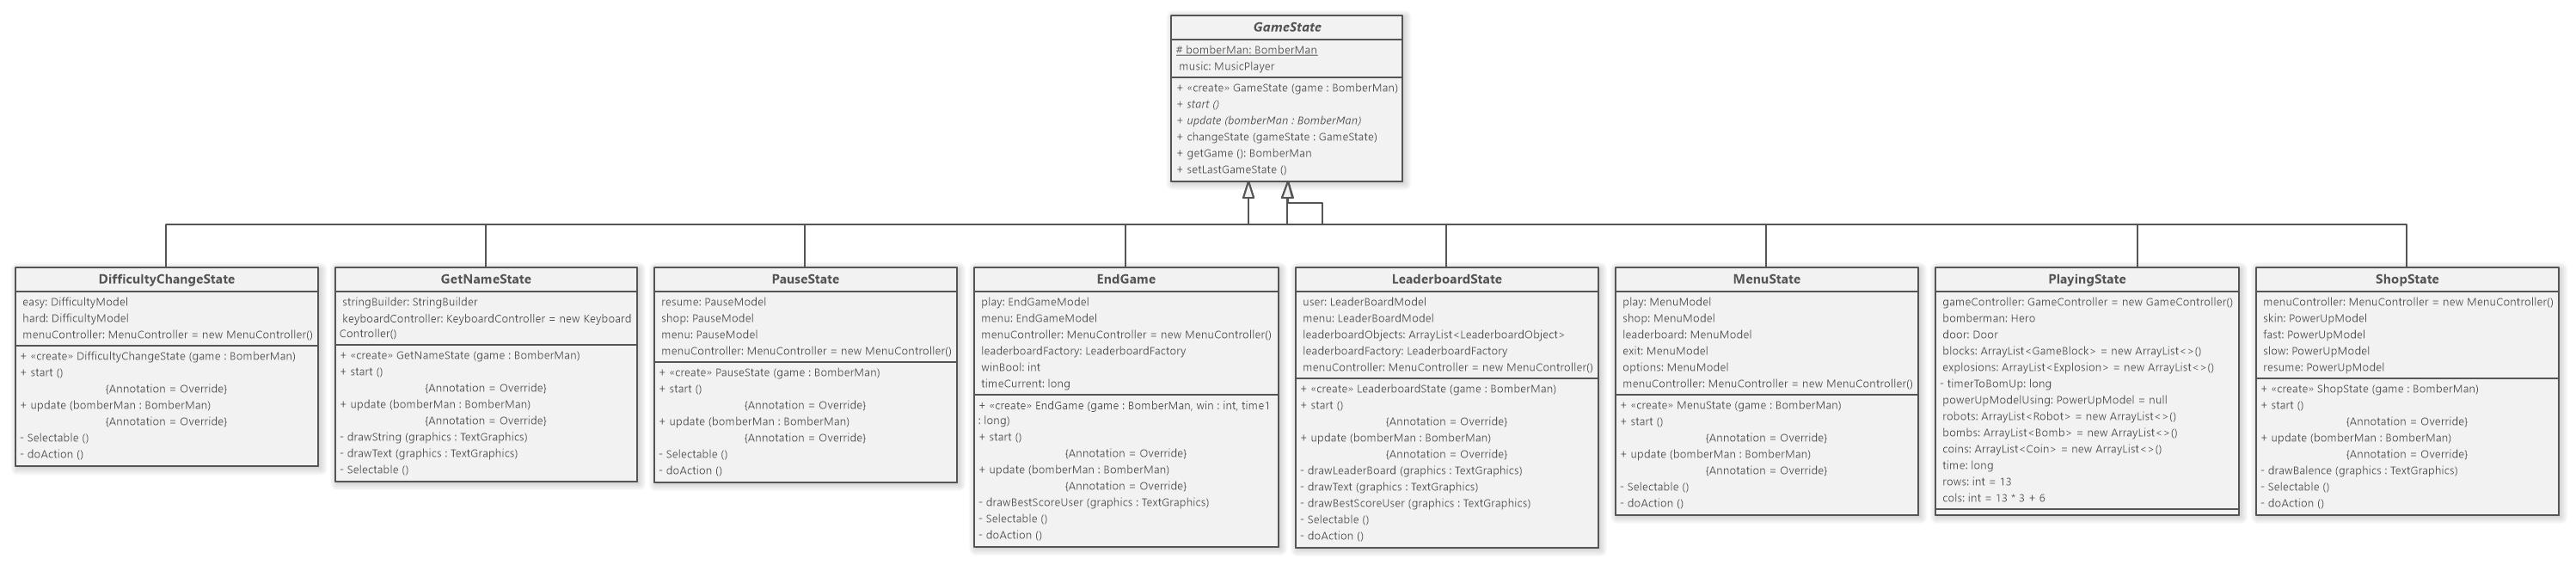 GameState
# bomberMan: BomberMan
music: MusicPlayer
+ «create» GameState (game : BomberMan)
+ start ()
+ update (bomberMan : BomberMan)
+ changeState (gameState : GameState)
+ getGame (): BomberMan
+ setLastGameState ()
DifficultyChangeState
easy: DifficultyModel
hard: DifficultyModel
menuController: MenuController = new MenuController()
+ «create» DifficultyChangeState (game : BomberMan)
+ start ()
{Annotation = Override}
+ update (bomberMan : BomberMan)
{Annotation = Override}
- Selectable ()
- doAction ()
GetNameState
stringBuilder: StringBuilder
keyboardController: KeyboardController = new Keyboard
Controller()
+ «create» GetNameState (game : BomberMan)
+ start ()
{Annotation = Override}
+ update (bomberMan : BomberMan)
{Annotation = Override}
- drawString (graphics : TextGraphics)
- drawText (graphics : TextGraphics)
- Selectable ()
PauseState
resume: PauseModel
shop: PauseModel
menu: PauseModel
menuController: MenuController = new MenuController()
+ «create» PauseState (game : BomberMan)
+ start ()
{Annotation = Override}
+ update (bomberMan : BomberMan)
{Annotation = Override}
- Selectable ()
- doAction ()
EndGame
play: EndGameModel
menu: EndGameModel
menuController: MenuController = new MenuController()
leaderboardFactory: LeaderboardFactory
winBool: int
timeCurrent: long
+ «create» EndGame (game : BomberMan, win : int, time1
: long)
+ start ()
{Annotation = Override}
+ update (bomberMan : BomberMan)
{Annotation = Override}
- drawBestScoreUser (graphics : TextGraphics)
- Selectable ()
- doAction ()
LeaderboardState
user: LeaderBoardModel
menu: LeaderBoardModel
leaderboardObjects: ArrayList<LeaderboardObject>
leaderboardFactory: LeaderboardFactory
menuController: MenuController = new MenuController()
+ «create» LeaderboardState (game : BomberMan)
+ start ()
{Annotation = Override}
+ update (bomberMan : BomberMan)
{Annotation = Override}
- drawLeaderBoard (graphics : TextGraphics)
- drawText (graphics : TextGraphics)
- drawBestScoreUser (graphics : TextGraphics)
- Selectable ()
- doAction ()
MenuState
play: MenuModel
shop: MenuModel
leaderboard: MenuModel
exit: MenuModel
options: MenuModel
menuController: MenuController = new MenuController()
+ «create» MenuState (game : BomberMan)
+ start ()
{Annotation = Override}
+ update (bomberMan : BomberMan)
{Annotation = Override}
- Selectable ()
- doAction ()
PlayingState
gameController: GameController = new GameController()
bomberman: Hero
door: Door
blocks: ArrayList<GameBlock> = new ArrayList<>()
explosions: ArrayList<Explosion> = new ArrayList<>()
- timerToBomUp: long
powerUpModelUsing: PowerUpModel = null
robots: ArrayList<Robot> = new ArrayList<>()
bombs: ArrayList<Bomb> = new ArrayList<>()
coins: ArrayList<Coin> = new ArrayList<>()
time: long
rows: int = 13
cols: int = 13 * 3 + 6
ShopState
menuController: MenuController = new MenuController()
skin: PowerUpModel
fast: PowerUpModel
slow: PowerUpModel
resume: PowerUpModel
+ «create» ShopState (game : BomberMan)
+ start ()
{Annotation = Override}
+ update (bomberMan : BomberMan)
{Annotation = Override}
- drawBalence (graphics : TextGraphics)
- Selectable ()
- doAction ()